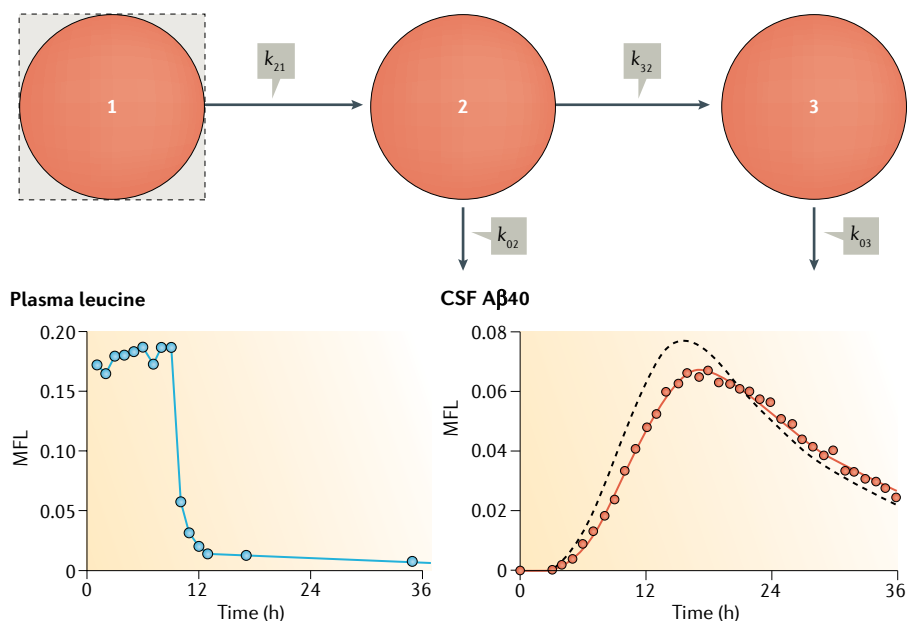 1
k21
2
k32
3
k02
k03
Plasma leucine
0.20
0.15
0.10
0.05
0
MFL
0
12
24
36
Time (h)
CSF Aβ40
0.08
0.06
0.04
0.02
0
MFL
0
12
24
36
Time (h)